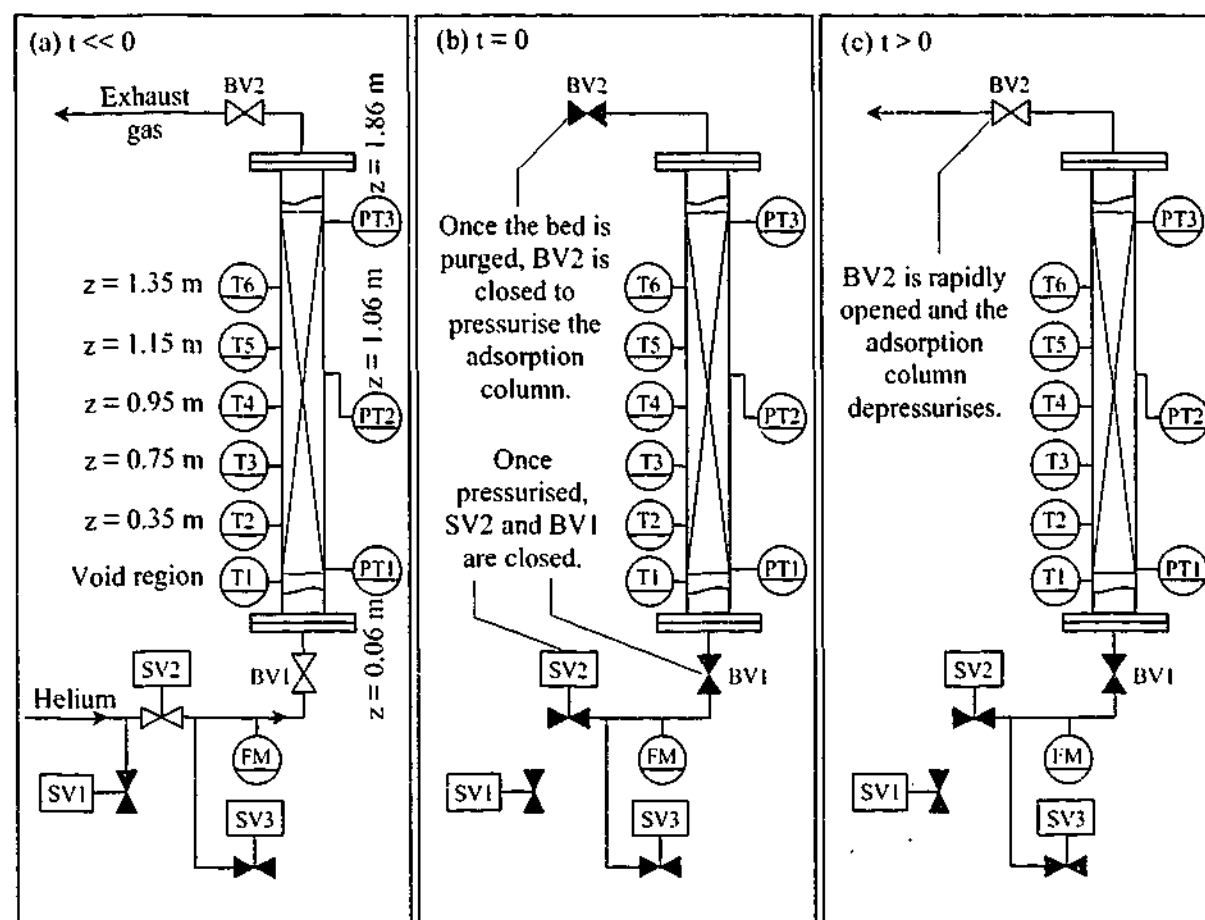 (a) t << 0
BV2
Exhaust
gas
z = 1.86 m
PT3
z = 1.35 m
T6
z = 1.06 m
z = 1.15 m
T5
z = 0.95 m
T4
PT2
z = 0.75 m
T3
z = 0.35 m
T2
Void region
T1
PT1
z = 0.06 m
SV2
BV1
Helium
FM
SV1
SV3
(b) t = 0
BV2
Once the bed is
purged, BV2 is
closed to
pressurise the
adsorption
column.
PT3
T6
T5
T4
PT2
Once
pressurised,
SV2 and BV1
are closed.
T3
T2
T1
PT1
SV2
BV1
FM
SV1
SV3
(c) t > 0
BV2
PT3
BV2 is rapidly
opened and the
adsorption
column
depressurises.
T6
T5
T4
PT2
T3
T2
T1
PT1
SV2
BV1
FM
SV1
SV3